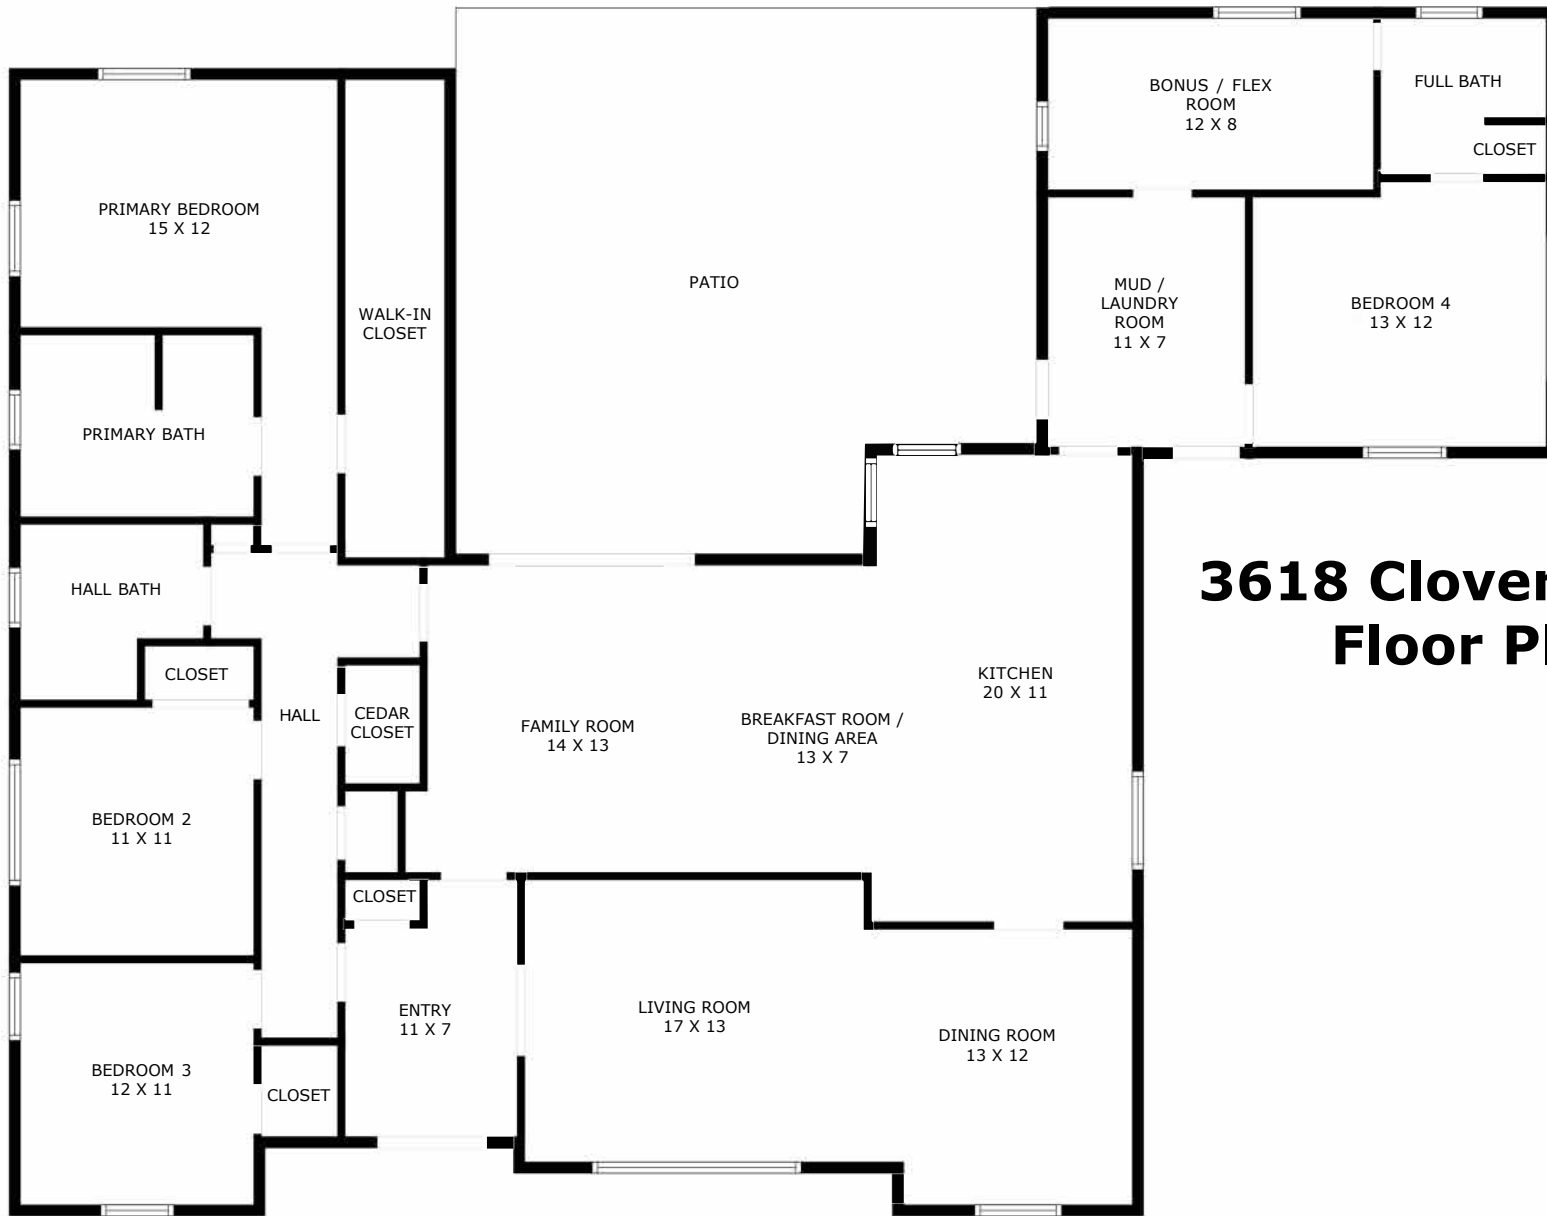 BONUS / FLEX
ROOM
12 X 8
FULL BATH
CLOSET
PRIMARY BEDROOM
15 X 12
WALK-IN
CLOSET
PATIO
MUD /
LAUNDRY
ROOM
11 X 7
BEDROOM 4
13 X 12
PRIMARY BATH
HALL BATH
CLOSET
HALL
CEDAR
CLOSET
FAMILY ROOM
14 X 13
BREAKFAST ROOM /
DINING AREA
13 X 7
KITCHEN
20 X 11
3618 Clover
Floor
BEDROOM 2
11 X 11
CLOSET
ENTRY
11 X 7
LIVING ROOM
17 X 13
DINING ROOM
13 X 12
BEDROOM 3
12 X 11
CLOSET